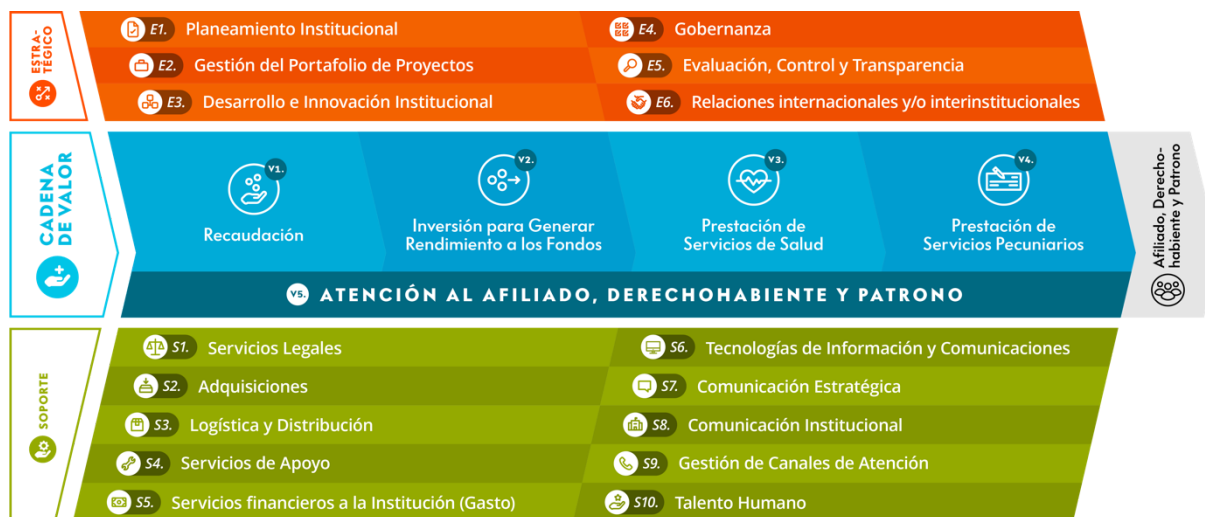 ESTRA-
TÉGICO
E1. Planeamiento Institucional
E2. Gestión del Portafolio de Proyectos
E3. Desarrollo e Innovación Institucional
E4. Gobernanza
E5. Evaluación, Control y Transparencia
E6. Relaciones internacionales y/o interinstitucionales
CADENA
DE VALOR
V1.
Recaudación
V2.
Inversión para Generar
Rendimiento a los Fondos
V3.
Prestación de
Servicios de Salud
V4.
Prestación de
Servicios Pecuniarios
V5. ATENCIÓN AL AFILIADO, DERECHOHABIENTE Y PATRONO
Afiliado, Derecho-
habiente y Patrono
SOPORTE
S1. Servicios Legales
S2. Adquisiciones
S3. Logística y Distribución
S4. Servicios de Apoyo
S5. Servicios financieros a la Institución (Gasto)
S6. Tecnologías de Información y Comunicaciones
S7. Comunicación Estratégica
S8. Comunicación Institucional
S9. Gestión de Canales de Atención
S10. Talento Humano